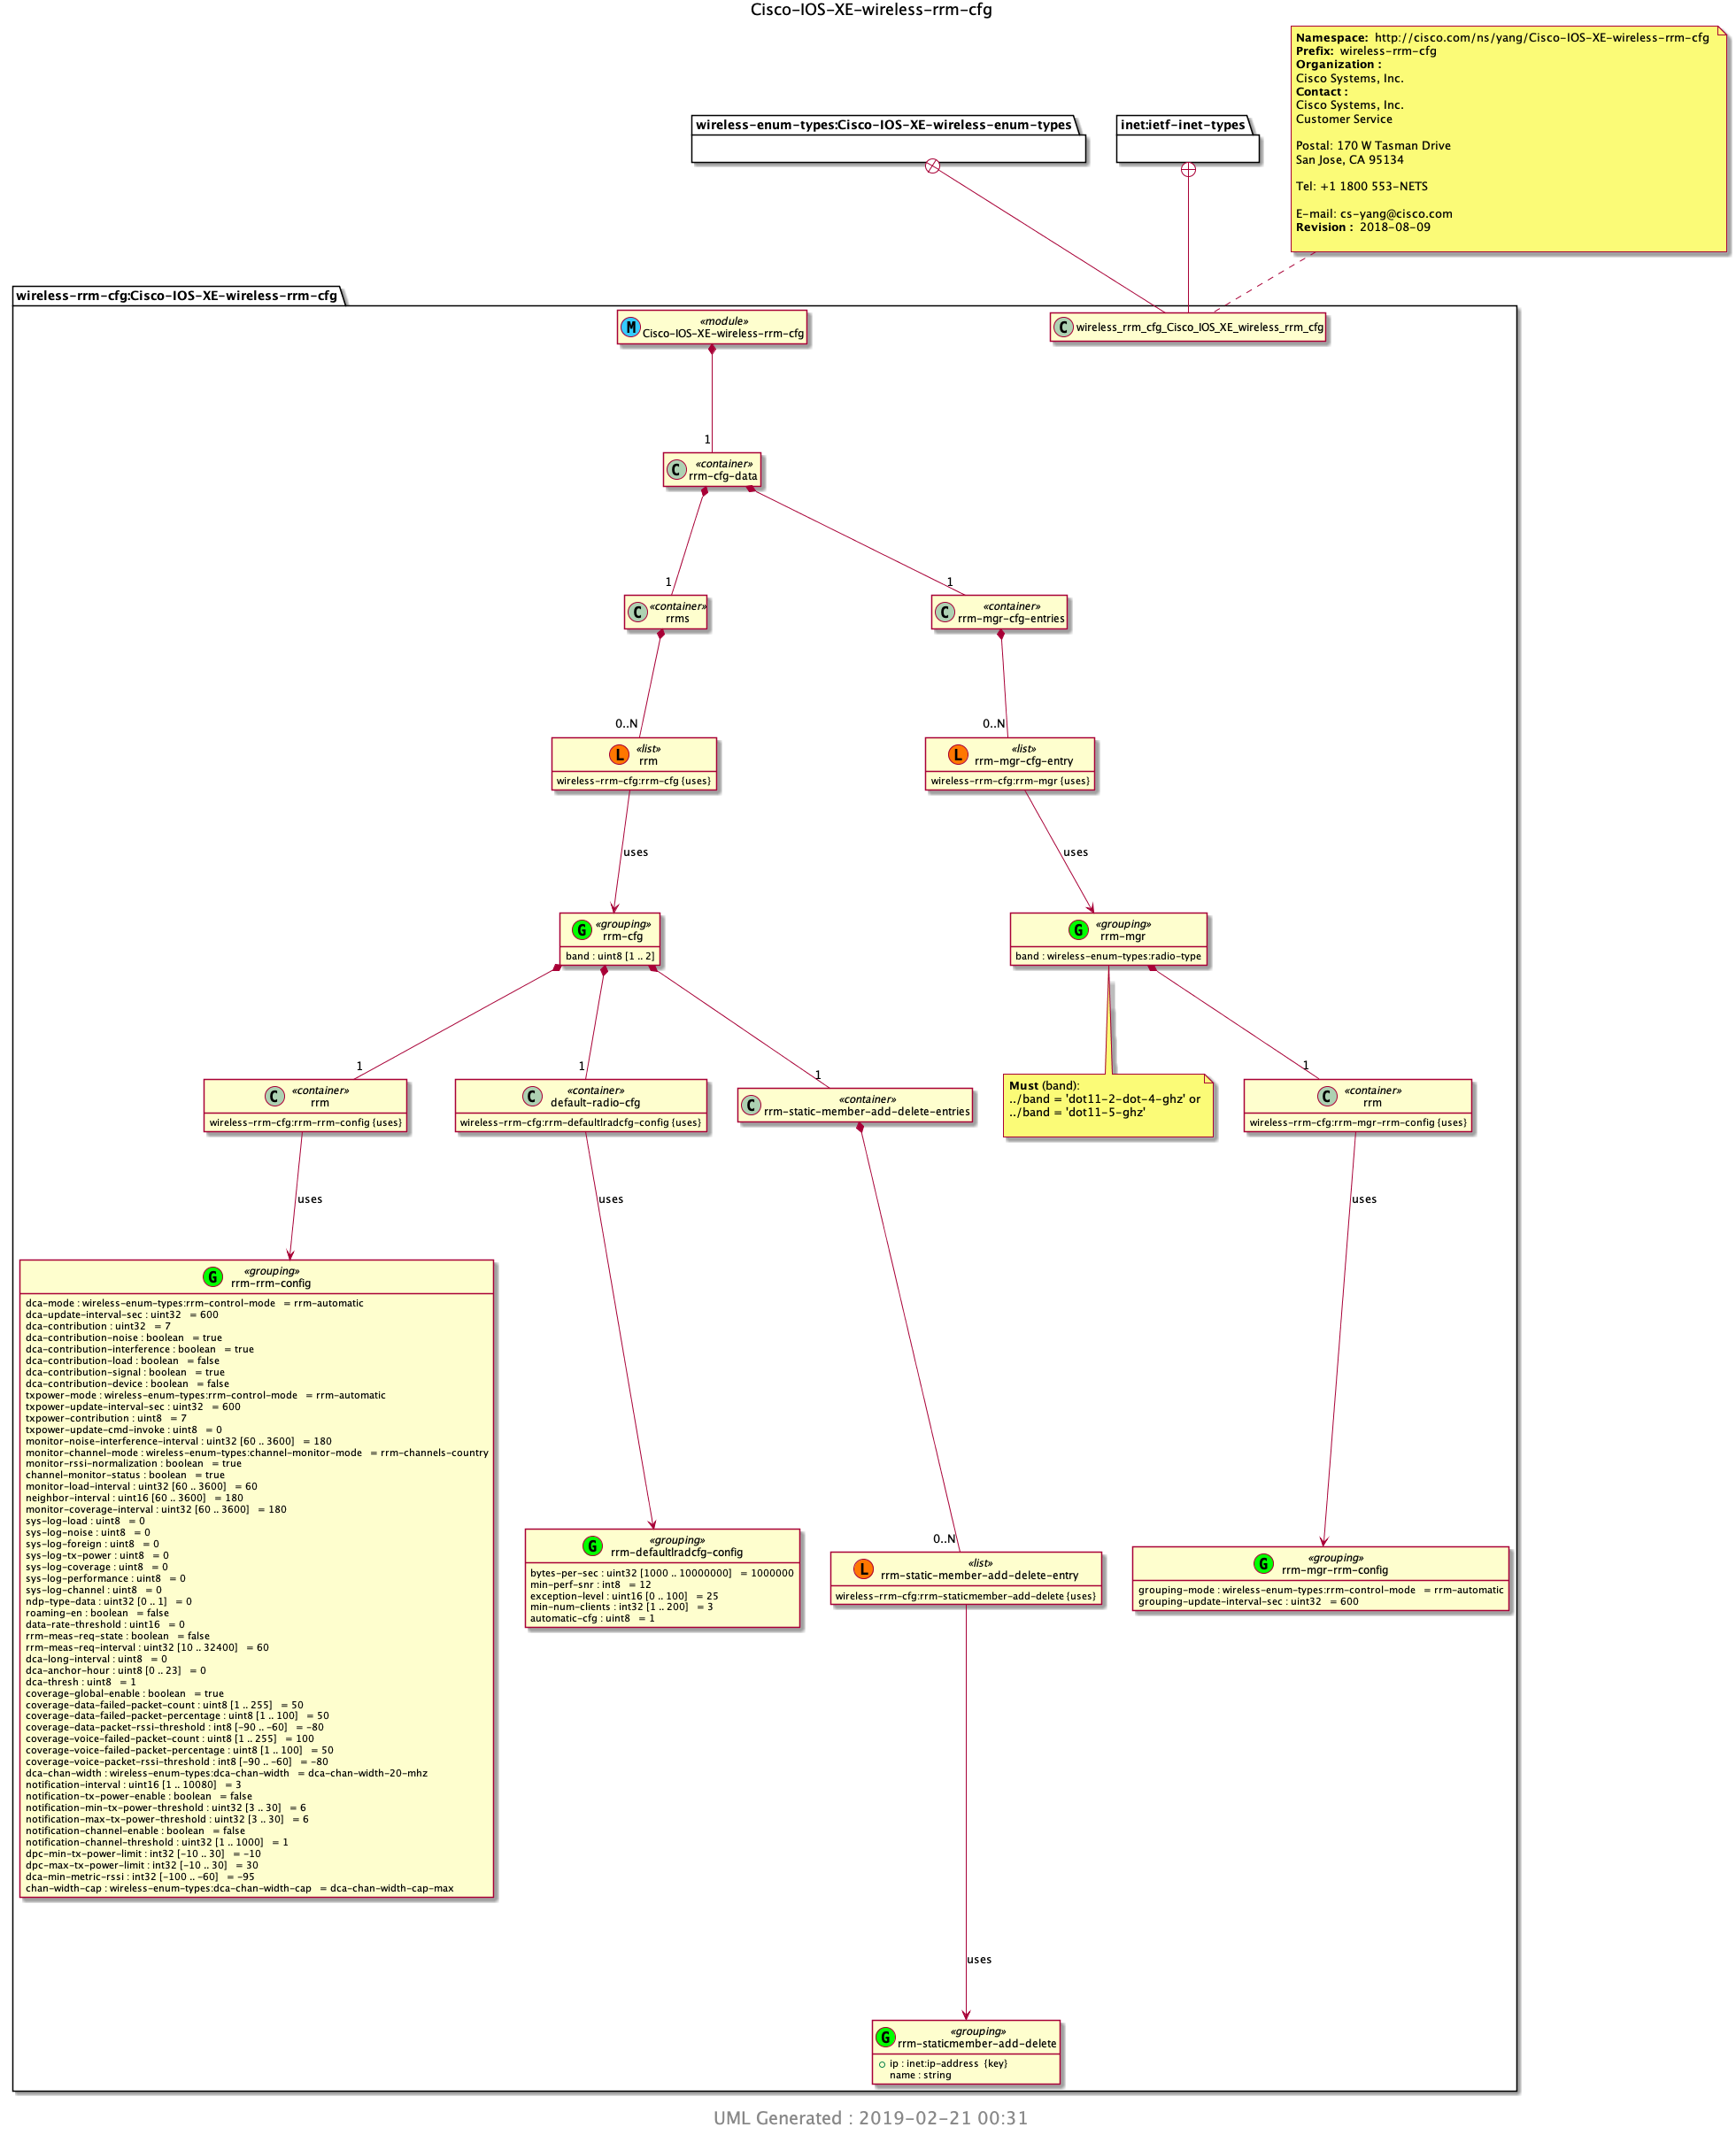 Cisco-IOS-XE-wireless-rrm-cfg
Namespace: http://cisco.com/ns/yang/Cisco-IOS-XE-wireless-rrm-cfg
Prefix: wireless-rrm-cfg
Organization :
Cisco Systems, Inc.
Contact :
Cisco Systems, Inc.
Customer Service
Postal: 170 W Tasman Drive
San Jose, CA 95134
Tel: +1 1800 553-NETS
E-mail: cs-yang@cisco.com
Revision : 2018-08-09
wireless-enum-types:Cisco-IOS-XE-wireless-enum-types
inet:ietf-inet-types
wireless-rrm-cfg:Cisco-IOS-XE-wireless-rrm-cfg
M
«module»
Cisco-IOS-XE-wireless-rrm-cfg
C
wireless_rrm_cfg_Cisco_IOS_XE_wireless_rrm_cfg
1
C
«container»
rrm-cfg-data
1
1
C
«container»
rrms
C
«container»
rrm-mgr-cfg-entries
0..N
0..N
L
«list»
rrm
wireless-rrm-cfg:rrm-cfg {uses}
L
«list»
rrm-mgr-cfg-entry
wireless-rrm-cfg:rrm-mgr {uses}
uses
uses
G
«grouping»
rrm-cfg
band : uint8 [1 .. 2]
G
«grouping»
rrm-mgr
band : wireless-enum-types:radio-type
1
1
1
1
C
«container»
rrm
wireless-rrm-cfg:rrm-rrm-config {uses}
C
«container»
default-radio-cfg
wireless-rrm-cfg:rrm-defaultlradcfg-config {uses}
C
«container»
rrm-static-member-add-delete-entries
Must (band):
../band = 'dot11-2-dot-4-ghz' or
../band = 'dot11-5-ghz'
C
«container»
rrm
wireless-rrm-cfg:rrm-mgr-rrm-config {uses}
uses
uses
uses
G
«grouping»
rrm-rrm-config
dca-mode : wireless-enum-types:rrm-control-mode = rrm-automatic
dca-update-interval-sec : uint32 = 600
dca-contribution : uint32 = 7
dca-contribution-noise : boolean = true
dca-contribution-interference : boolean = true
dca-contribution-load : boolean = false
dca-contribution-signal : boolean = true
dca-contribution-device : boolean = false
txpower-mode : wireless-enum-types:rrm-control-mode = rrm-automatic
txpower-update-interval-sec : uint32 = 600
txpower-contribution : uint8 = 7
txpower-update-cmd-invoke : uint8 = 0
monitor-noise-interference-interval : uint32 [60 .. 3600] = 180
monitor-channel-mode : wireless-enum-types:channel-monitor-mode = rrm-channels-country
monitor-rssi-normalization : boolean = true
channel-monitor-status : boolean = true
monitor-load-interval : uint32 [60 .. 3600] = 60
neighbor-interval : uint16 [60 .. 3600] = 180
monitor-coverage-interval : uint32 [60 .. 3600] = 180
sys-log-load : uint8 = 0
sys-log-noise : uint8 = 0
sys-log-foreign : uint8 = 0
sys-log-tx-power : uint8 = 0
sys-log-coverage : uint8 = 0
sys-log-performance : uint8 = 0
sys-log-channel : uint8 = 0
ndp-type-data : uint32 [0 .. 1] = 0
roaming-en : boolean = false
data-rate-threshold : uint16 = 0
rrm-meas-req-state : boolean = false
rrm-meas-req-interval : uint32 [10 .. 32400] = 60
dca-long-interval : uint8 = 0
dca-anchor-hour : uint8 [0 .. 23] = 0
dca-thresh : uint8 = 1
coverage-global-enable : boolean = true
coverage-data-failed-packet-count : uint8 [1 .. 255] = 50
coverage-data-failed-packet-percentage : uint8 [1 .. 100] = 50
coverage-data-packet-rssi-threshold : int8 [-90 .. -60] = -80
coverage-voice-failed-packet-count : uint8 [1 .. 255] = 100
coverage-voice-failed-packet-percentage : uint8 [1 .. 100] = 50
coverage-voice-packet-rssi-threshold : int8 [-90 .. -60] = -80
dca-chan-width : wireless-enum-types:dca-chan-width = dca-chan-width-20-mhz
notification-interval : uint16 [1 .. 10080] = 3
notification-tx-power-enable : boolean = false
notification-min-tx-power-threshold : uint32 [3 .. 30] = 6
notification-max-tx-power-threshold : uint32 [3 .. 30] = 6
notification-channel-enable : boolean = false
notification-channel-threshold : uint32 [1 .. 1000] = 1
dpc-min-tx-power-limit : int32 [-10 .. 30] = -10
dpc-max-tx-power-limit : int32 [-10 .. 30] = 30
dca-min-metric-rssi : int32 [-100 .. -60] = -95
chan-width-cap : wireless-enum-types:dca-chan-width-cap = dca-chan-width-cap-max
G
«grouping»
rrm-defaultlradcfg-config
bytes-per-sec : uint32 [1000 .. 10000000] = 1000000
min-perf-snr : int8 = 12
exception-level : uint16 [0 .. 100] = 25
min-num-clients : int32 [1 .. 200] = 3
automatic-cfg : uint8 = 1
0..N
L
«list»
rrm-static-member-add-delete-entry
wireless-rrm-cfg:rrm-staticmember-add-delete {uses}
G
«grouping»
rrm-mgr-rrm-config
grouping-mode : wireless-enum-types:rrm-control-mode = rrm-automatic
grouping-update-interval-sec : uint32 = 600
uses
G
«grouping»
rrm-staticmember-add-delete
ip : inet:ip-address {key}
name : string
UML Generated : 2019-02-21 00:31